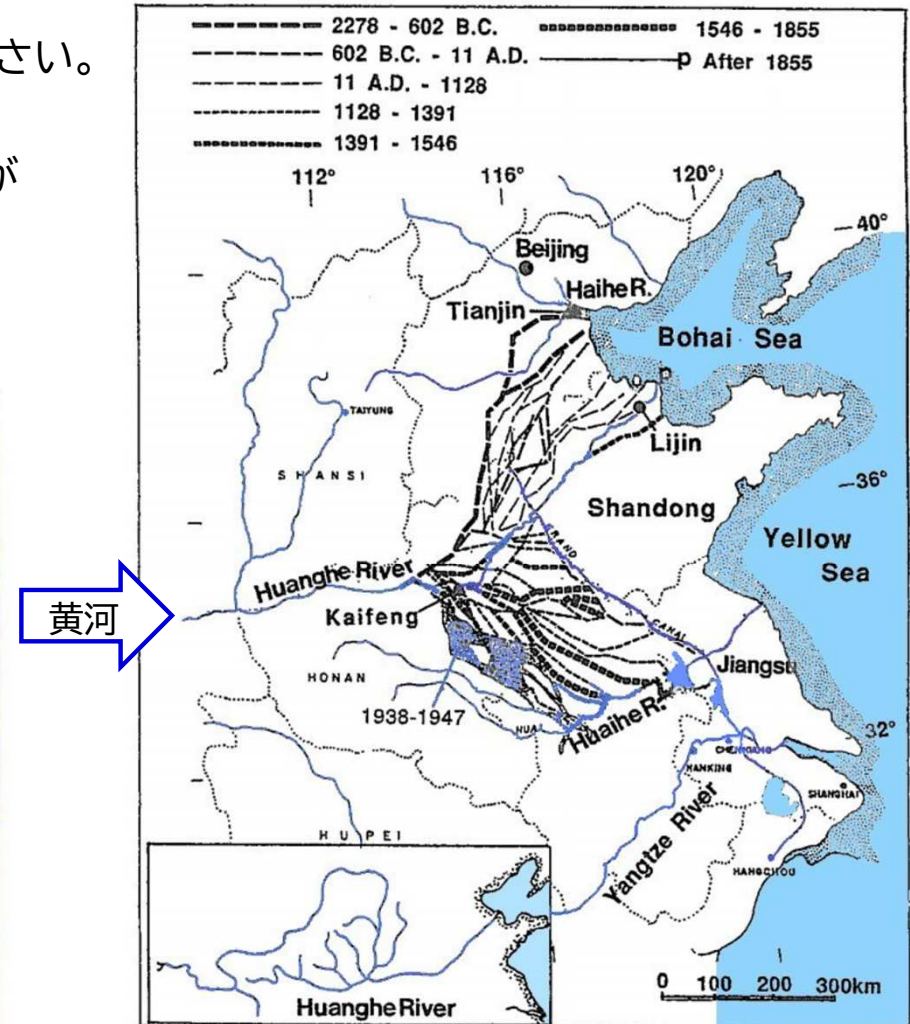 さい。
が
2278 - 602 B.C.
602 B.C. - 11 A.D.
11 A.D. - 1128
1128 - 1391
1391 - 1546
1546 - 1855
After 1855
112°
116°
120°
40°
Beijing
Haihe R.
Tianjin
Bohai Sea
TAIYUNG
Lijin
SHANSI
36°
Shandong
Yellow
Sea
GRAND
Huanghe River
黄河
Kaifeng
CANAL
Jiangsu
HONAN
1938-1947
HUAI
Huaihe R.
32°
NANKING
SHANGHAI
HUPEI
Yangtze River
HANGCHOU
0 100 200 300km
Huanghe River